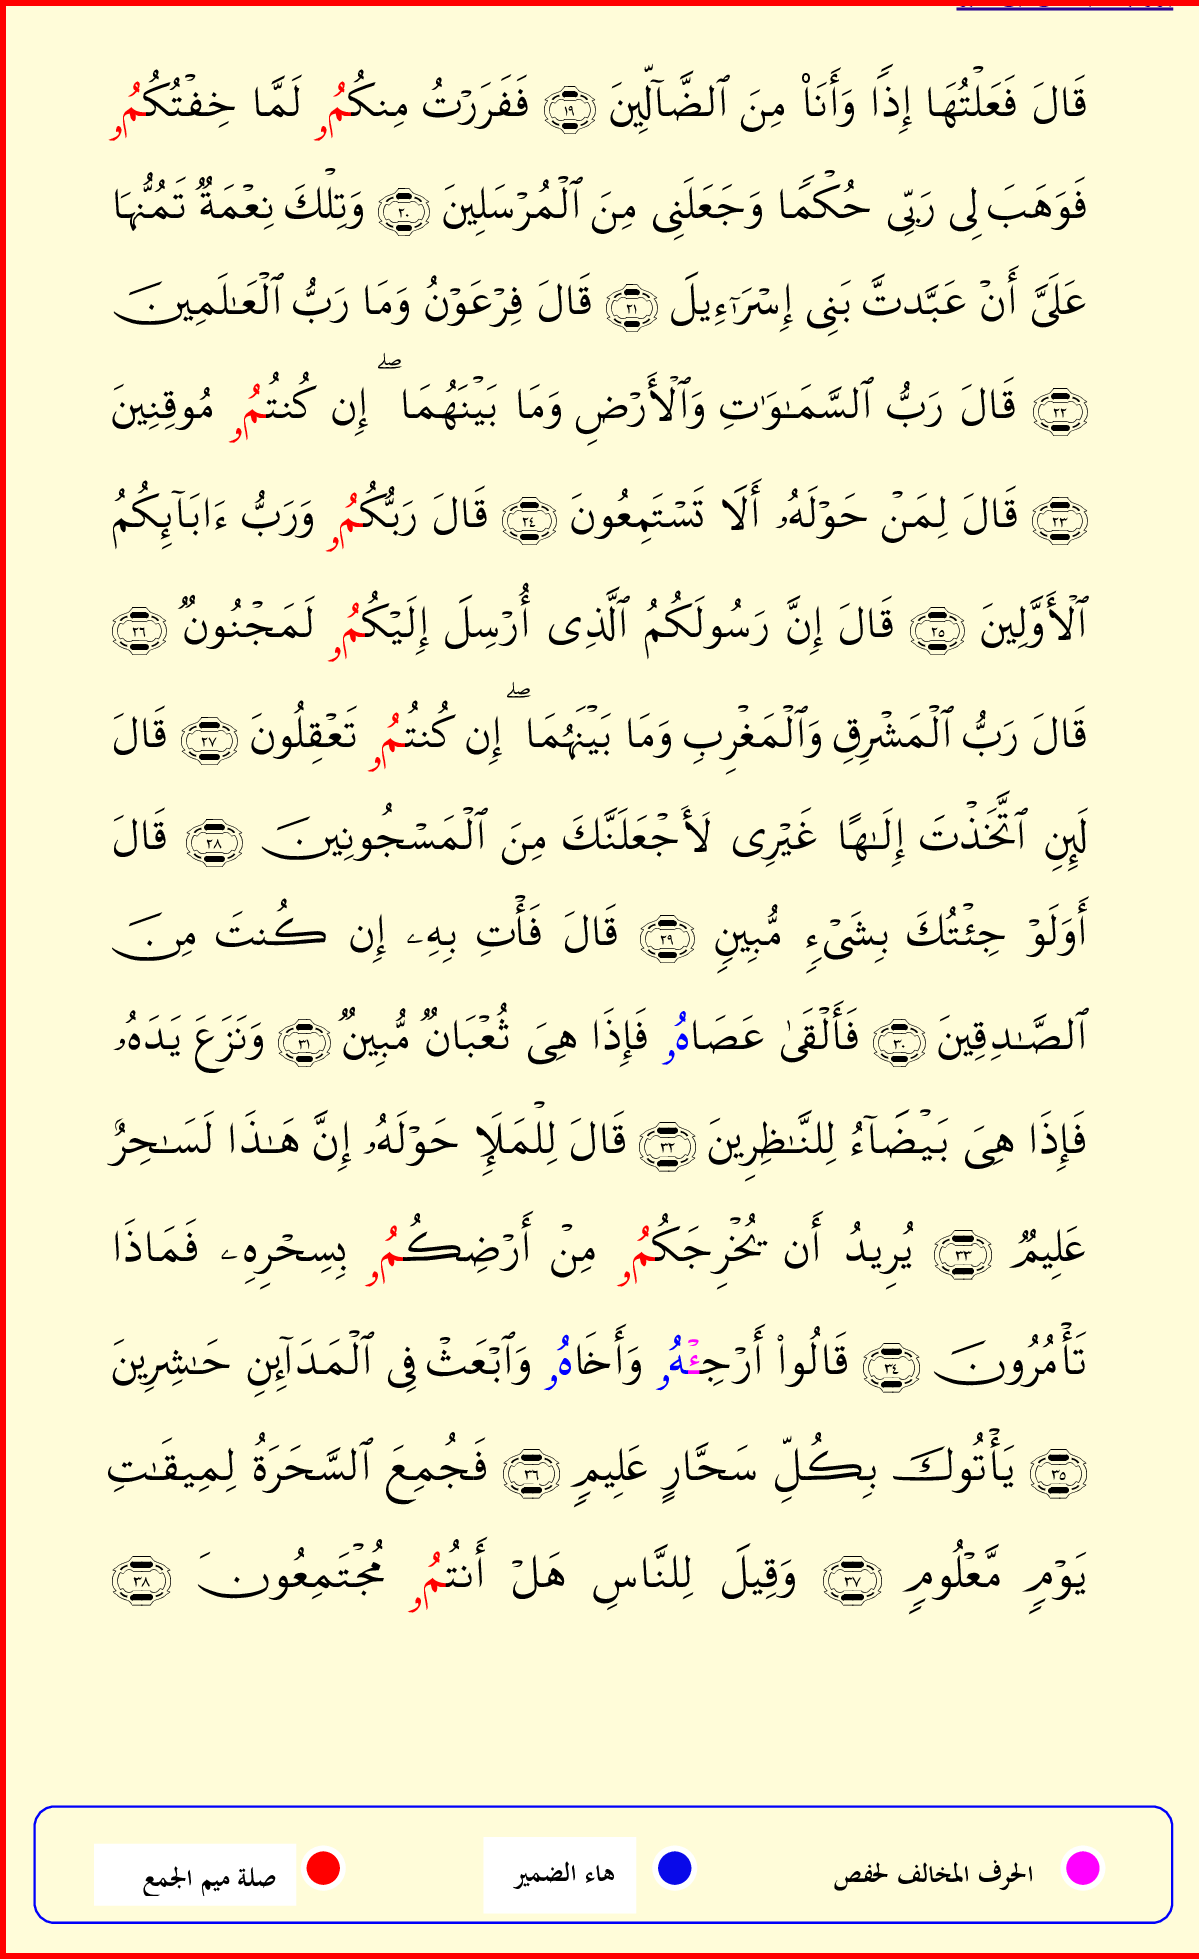 قَالَ فَعَلْتُهَا إِذًا وَأَنَا۠ مِنَ ٱلضَّآلِّينَ ١٩ فَفَرَرْتُ مِنكُمُۥ لَمَّا خِفْتُكُمُۥ
فَوَهَبَ لِى رَبِّى حُكْمًا وَجَعَلَنِى مِنَ ٱلْمُرْسَلِينَ ٢٠ وَتِلْكَ نِعْمَةٌ تَمُنُّهَا
عَلَىَّ أَنْ عَبَّدتَّ بَنِى إِسْرَٰٓءِيلَ ٢١ قَالَ فِرْعَوْنُ وَمَا رَبُّ ٱلْعَـٰلَمِينَ
٢٢ قَالَ رَبُّ ٱلسَّمَـٰوَٰتِ وَٱلْأَرْضِ وَمَا بَيْنَهُمَا ۖ إِن كُنتُمُۥ مُوقِنِينَ
٢٣ قَالَ لِمَنْ حَوْلَهُۥ أَلَا تَسْتَمِعُونَ ٢٤ قَالَ رَبُّكُمُۥ وَرَبُّ ءَابَآئِكُمُ
ٱلْأَوَّلِينَ ٢٥ قَالَ إِنَّ رَسُولَكُمُ ٱلَّذِى أُرْسِلَ إِلَيْكُمُۥ لَمَجْنُونٌ ٢٦
قَالَ رَبُّ ٱلْمَشْرِقِ وَٱلْمَغْرِبِ وَمَا بَيْنَهُمَا ۖ إِن كُنتُمُۥ تَعْقِلُونَ ٢٧ قَالَ
لَئِنِ ٱتَّخَذْتَ إِلَـٰهًا غَيْرِى لَأَجْعَلَنَّكَ مِنَ ٱلْمَسْجُونِينَ ٢٨ قَالَ
أَوَلَوْ جِئْتُكَ بِشَىْءٍ مُّبِينٍ ٢٩ قَالَ فَأْتِ بِهِۦ إِن كُنتَ مِنَ
ٱلصَّـٰدِقِينَ ٣٠ فَأَلْقَىٰ عَصَاهُۥ فَإِذَا هِىَ ثُعْبَانٌ مُّبِينٌ ٣١ وَنَزَعَ يَدَهُۥ
فَإِذَا هِىَ بَيْضَآءُ لِلنَّـٰظِرِينَ ٣٢ قَالَ لِلْمَلَإِ حَوْلَهُۥ إِنَّ هَـٰذَا لَسَـٰحِرٌ
عَلِيمٌ ٣٣ يُرِيدُ أَن يُخْرِجَكُمُۥ مِنْ أَرْضِكُمُۥ بِسِحْرِهِۦ فَمَاذَا
تَأْمُرُونَ ٣٤ قَالُوا۟ أَرْجِئْهُۥ وَأَخَاهُۥ وَٱبْعَثْ فِى ٱلْمَدَآئِنِ حَـٰشِرِينَ
٣٥ يَأْتُوكَ بِكُلِّ سَحَّارٍ عَلِيمٍ ٣٦ فَجُمِعَ ٱلسَّحَرَةُ لِمِيقَـٰتِ
يَوْمٍ مَّعْلُومٍ ٣٧ وَقِيلَ لِلنَّاسِ هَلْ أَنتُمُۥ مُجْتَمِعُونَ ٣٨
الحرف المخالف لحفص هاء الضمير صلة ميم الجمع